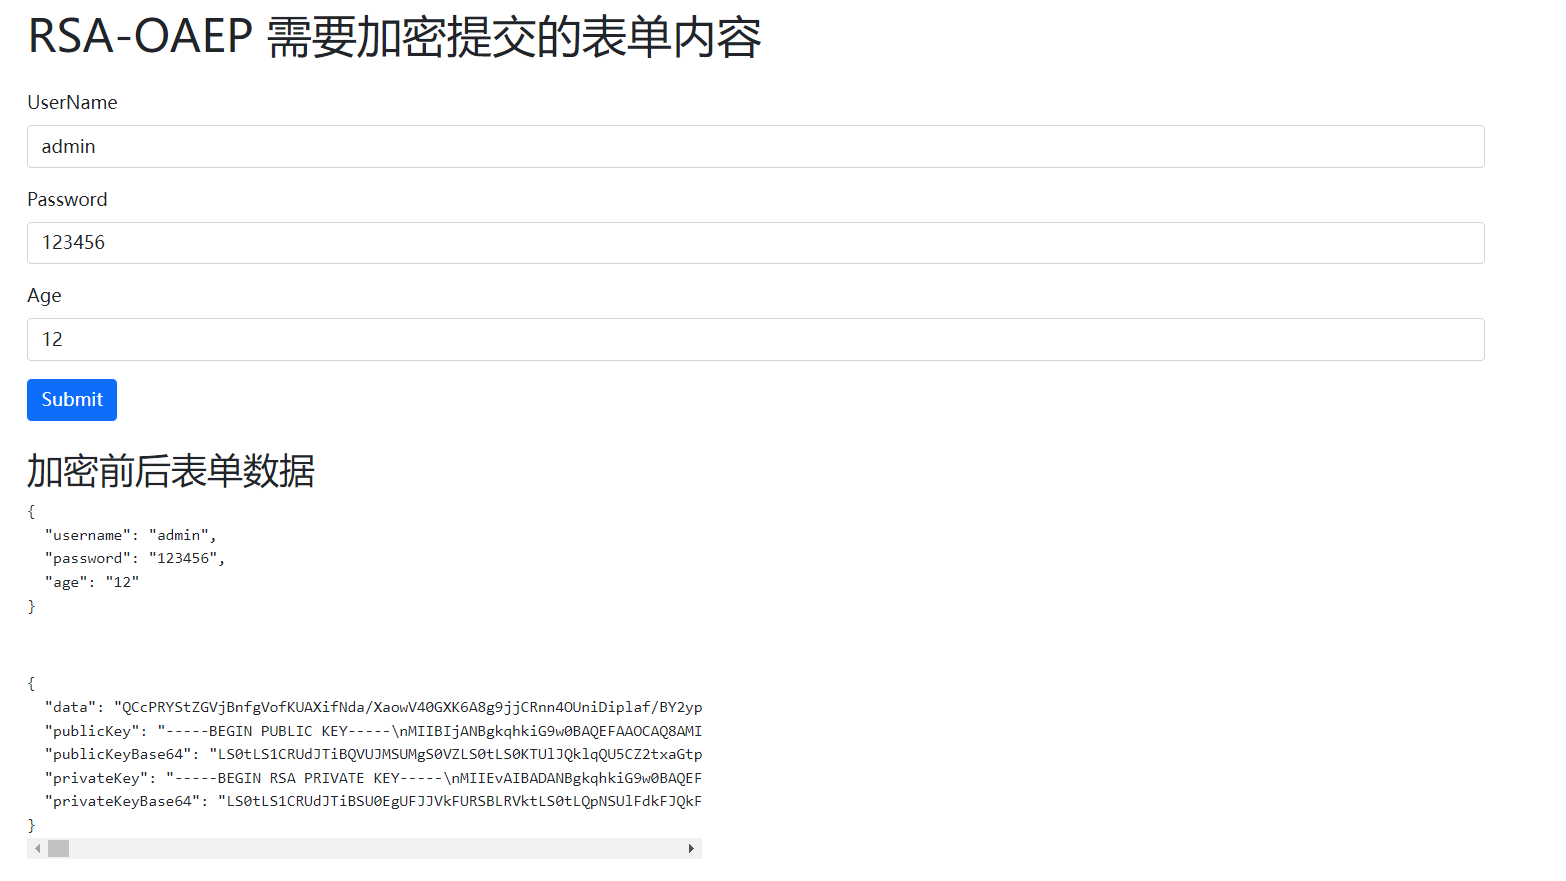 RSA-OAEP 需要加密提交的表单内容
UserName
admin
Password
123456
Age
12
Submit
加密前后表单数据
{
  "username": "admin",
  "password": "123456",
  "age": "12"
}
{
  "data": "QCcPRYStZGVjBnfgVofKUAXifNda/XaowV40GXK6A8g9jjCRnn4OUniDiplaf/BY2yp
  "publicKey": "-----BEGIN PUBLIC KEY-----\nMIIBIjANBgkqhkiG9w0BAQEFAAOCAQ8AMI
  "publicKeyBase64": "LS0tLS1CRUdJTiBQVUJMSUMgS0VZLS0tLS0KTUlJQklqQU5CZ2txaGtp
  "privateKey": "-----BEGIN RSA PRIVATE KEY-----\nMIIEvAIBADANBgkqhkiG9w0BAQEF
  "privateKeyBase64": "LS0tLS1CRUdJTiBSU0EgUFJJVkFURSBLRVktLS0tLQpNSUlFdkFJQkF
}